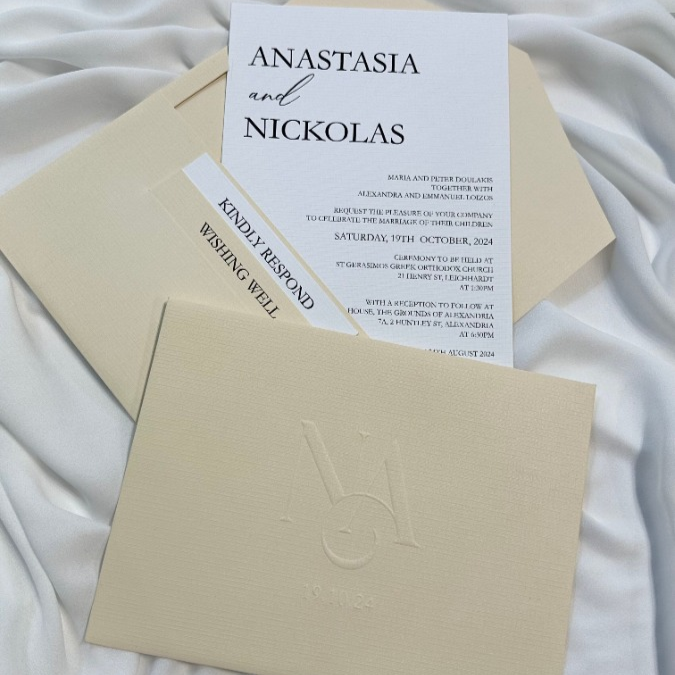 ANASTASIA
and
NICKOLAS
MARIA AND PETER DOULAKIS
TOGETHER WITH
ALEXANDRA AND EMMANUEL LOIZOS
REQUEST THE PLEASURE OF YOUR COMPANY
TO CELEBRATE THE MARRIAGE OF THEIR CHILDREN
SATURDAY, 19TH OCTOBER, 2024
CEREMONY TO BE HELD AT
ST GERASIMOS GREEK ORTHODOX CHURCH
21 HENRY ST, LEICHHARDT
AT 1:30PM
WITH A RECEPTION TO FOLLOW AT
HOUSE, THE GROUNDS OF ALEXANDRIA
7A, 2 HUNTLEY ST, ALEXANDRIA
AT 6:30PM
AUGUST 2024
KINDLY RESPOND
WISHING WELL
NA
19.10.24